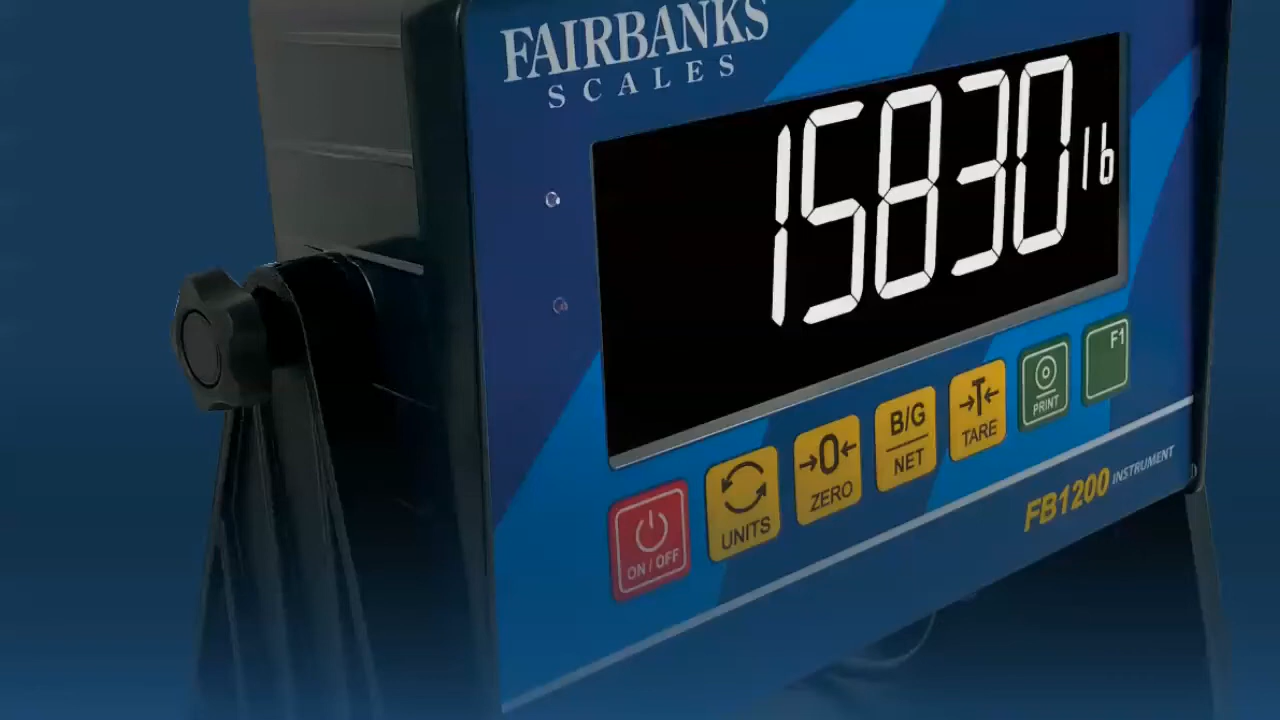 FAIRBANKS
SCALES
15830 lb
ON / OFF
UNITS
→0←
ZERO
B/G
NET
→T←
TARE
PRINT
F1
FB1200 INSTRUMENT